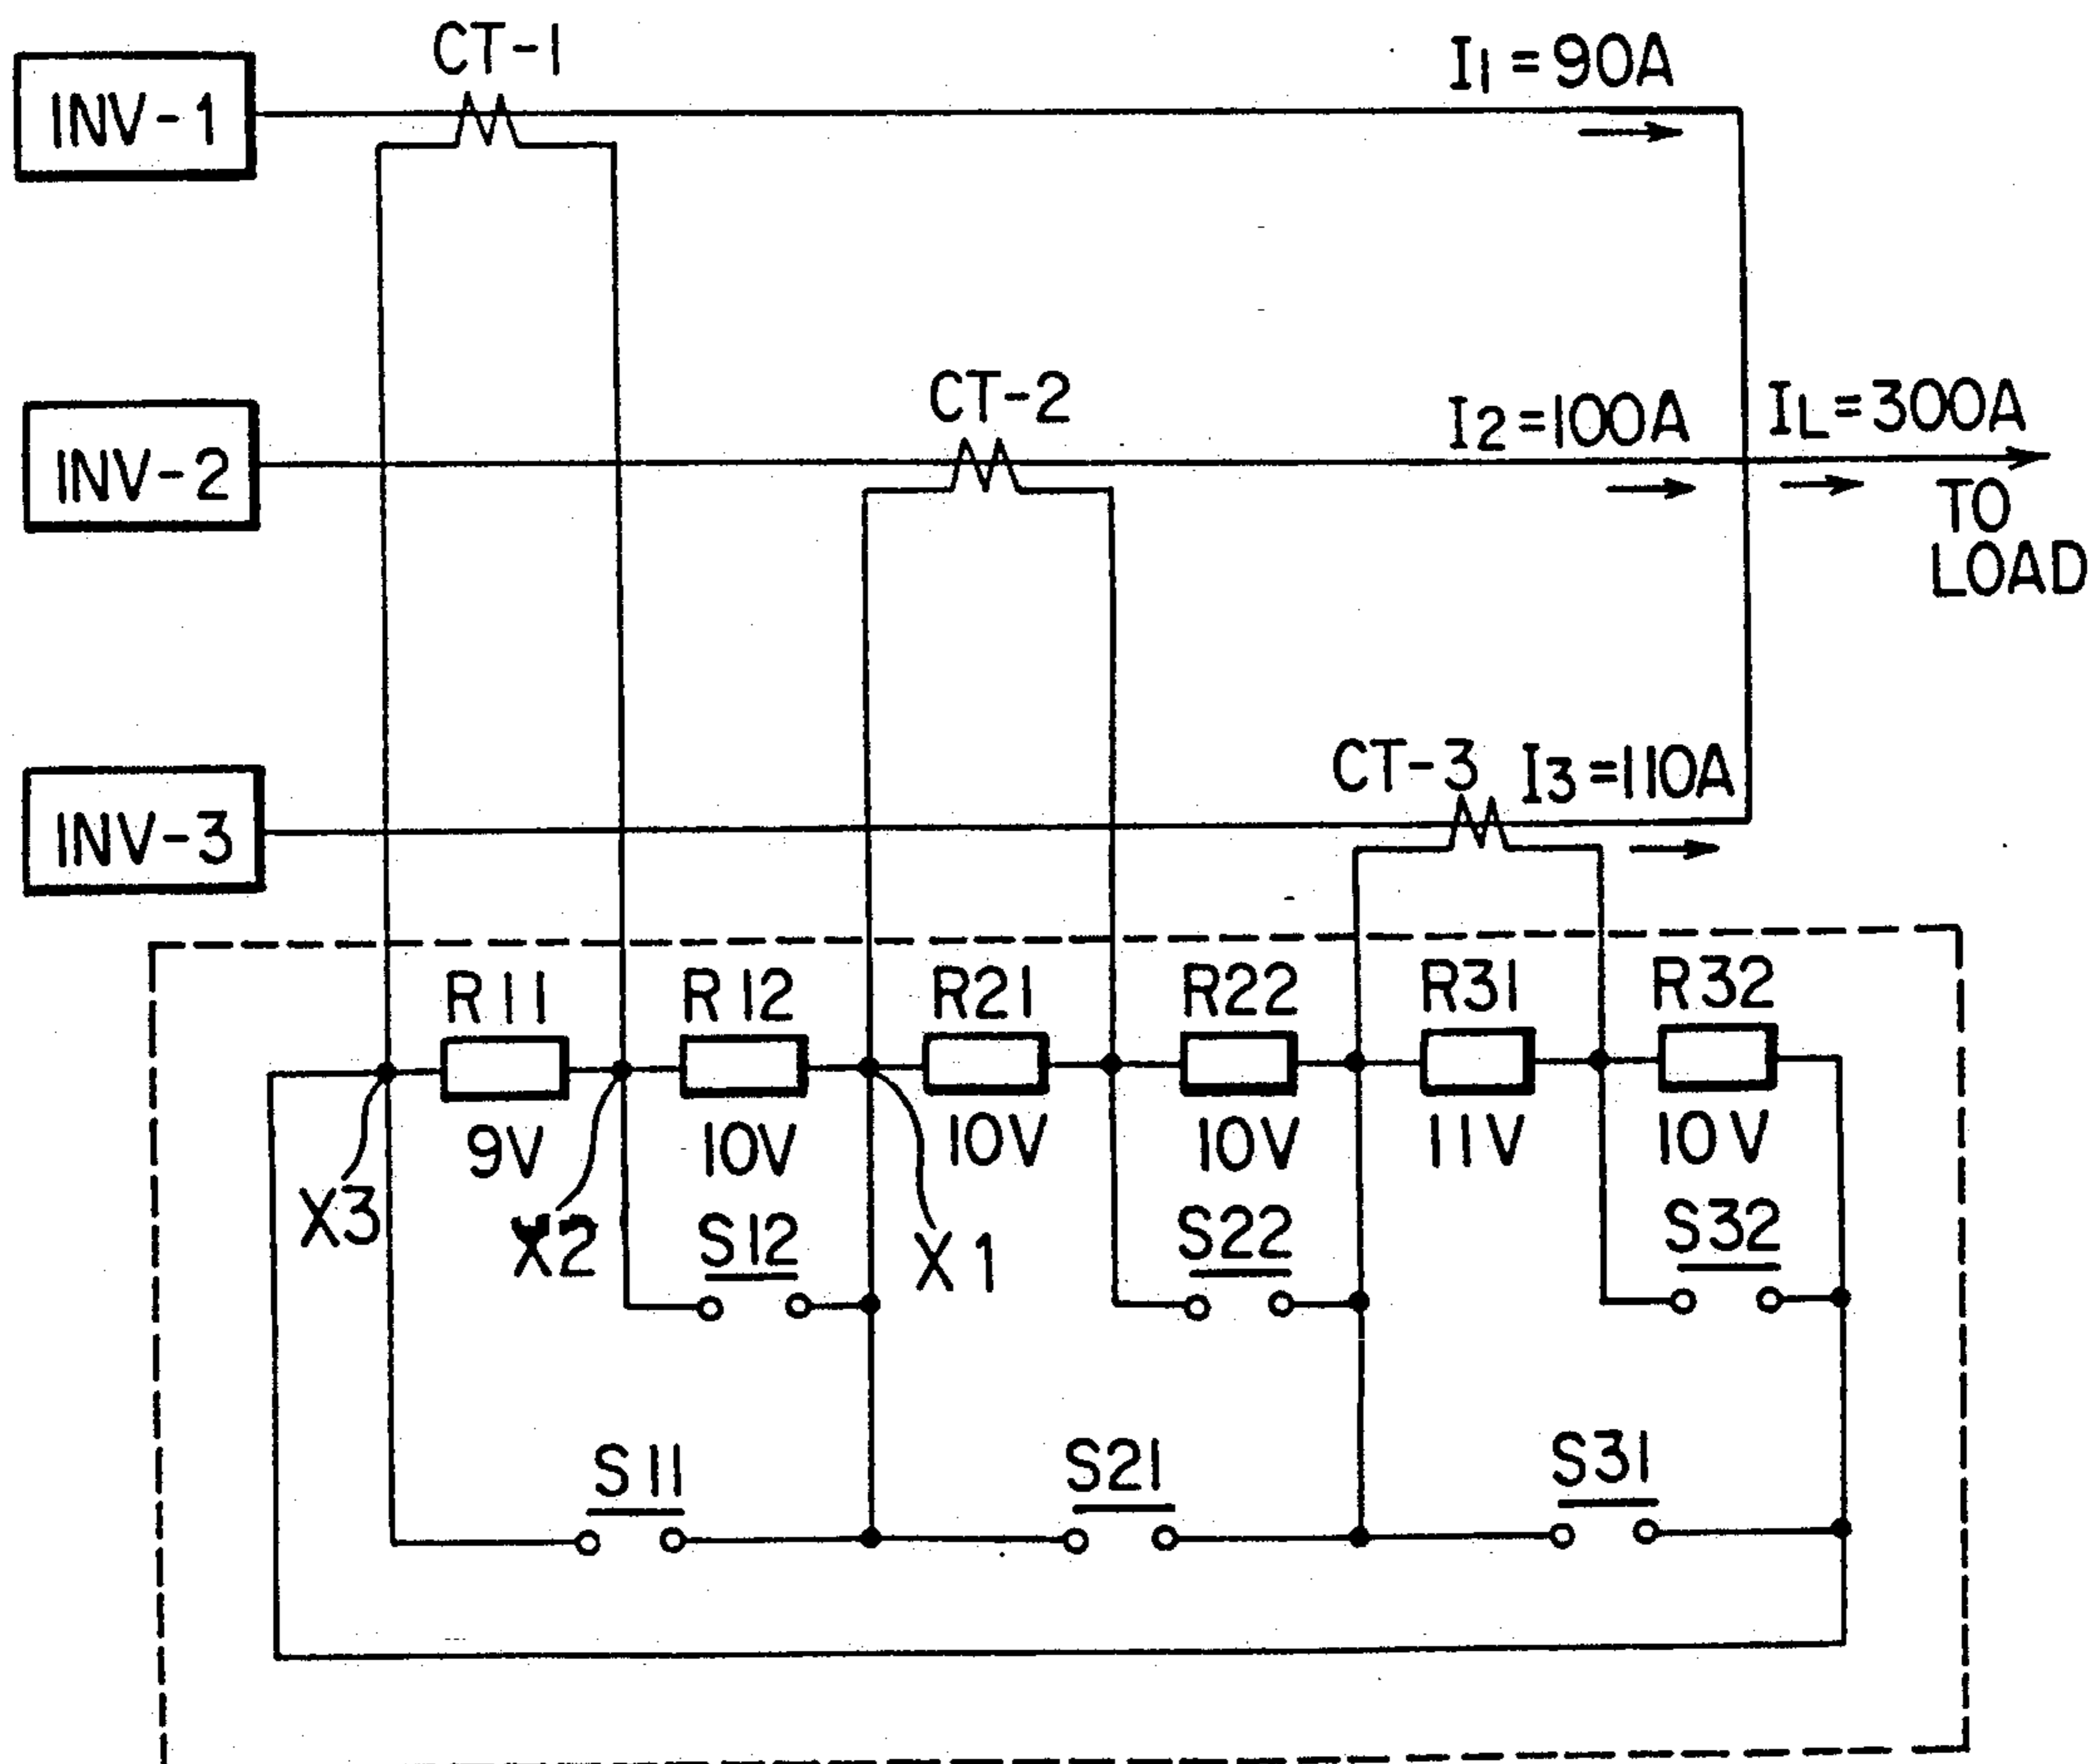 CT-1
I1 = 90A
INV-1
CT-2
I2=100A
IL=300A
INV-2
TO
LOAD
CT-3
I3=110A
INV-3
R11
R12
R21
R22
R31
R32
9V
10V
10V
10V
11V
10V
X3
X2
S12
X1
S22
S32
S11
S21
S31